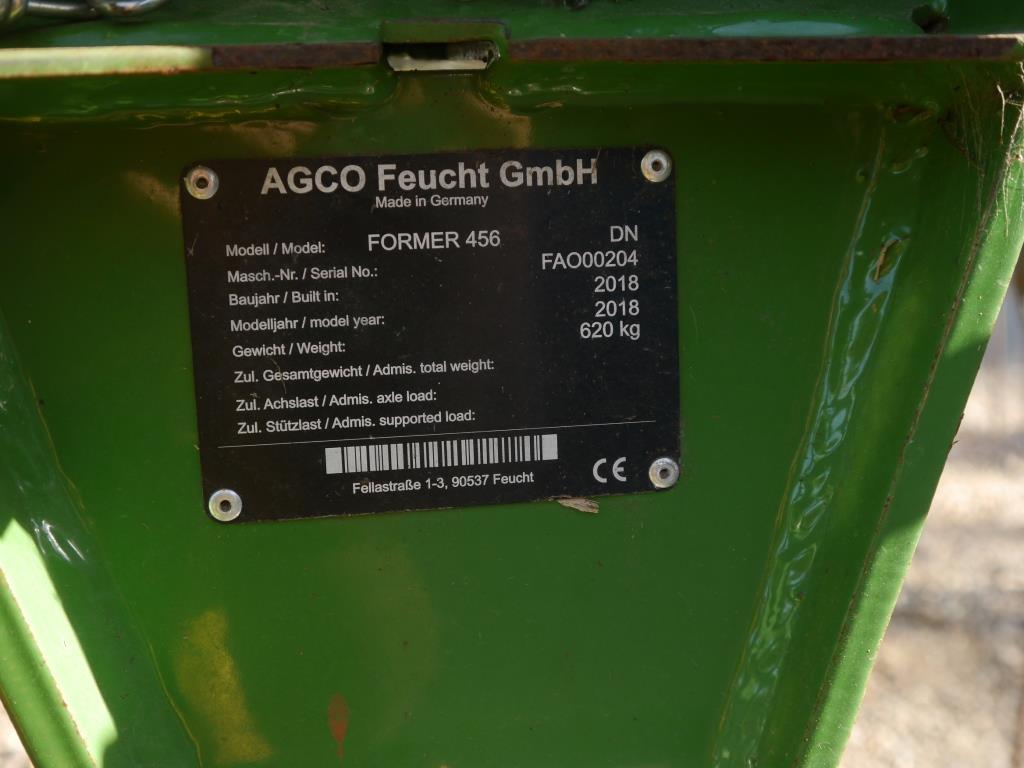 AGCO Feucht GmbH
Made in Germany
Modell / Model: FORMER 456 DN
Masch.-Nr. / Serial No.: FAO00204
Baujahr / Built in: 2018
Modelljahr / model year: 2018
Gewicht / Weight: 620 kg
Zul. Gesamtgewicht / Admis. total weight:
Zul. Achslast / Admis. axle load:
Zul. Stützlast / Admis. supported load:
CE
Fellastraße 1-3, 90537 Feucht